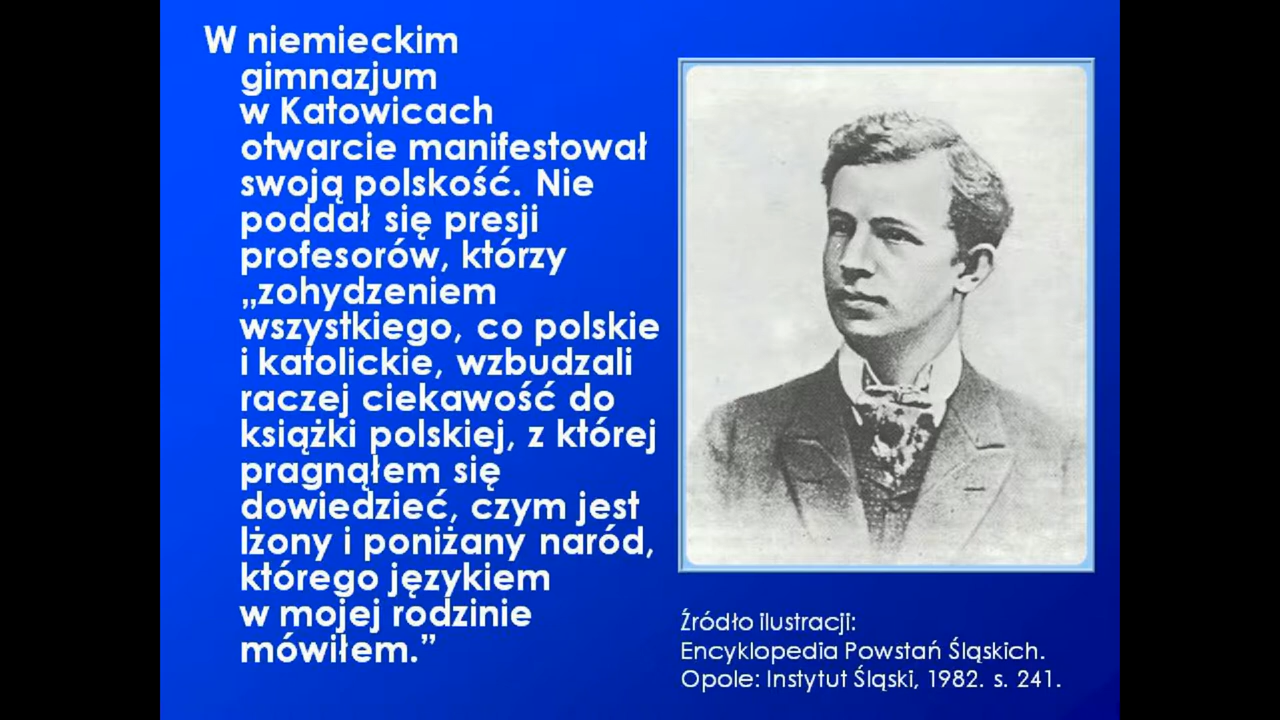 W niemieckim
gimnazjum
w Katowicach
otwarcie manifestował
swoją polskość. Nie
poddał się presji
profesorów, którzy
„zohydzeniem
wszystkiego, co polskie
i katolickie, wzbudzali
raczej ciekawość do
książki polskiej, z której
pragnąłem się
dowiedzieć, czym jest
lżony i poniżany naród,
którego językiem
w mojej rodzinie
mówiłem.”
Źródło ilustracji:
Encyklopedia Powstań Śląskich.
Opole: Instytut Śląski, 1982. s. 241.